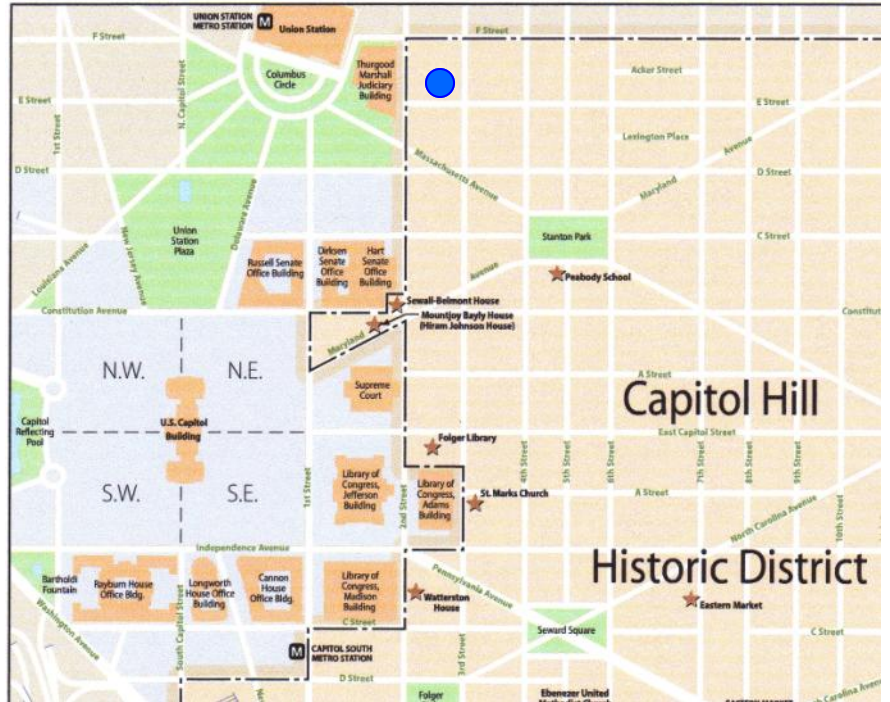 UNION STATION
METRO STATION
M
Union Station
F Street
F Street
Thurgood
Marshall
Judiciary
Building
Columbus
Circle
Acker Street
E Street
E Street
N. Capitol Street
1st Street
Lexington Place
Massachusetts Avenue
Maryland
Avenue
D Street
D Street
Delaware Avenue
New Jersey Avenue
Louisiana Avenue
Union
Station
Plaza
Stanton Park
C Street
Russell Senate
Office Building
Dirksen
Senate
Office
Building
Hart
Senate
Office
Building
Avenue
Peabody School
Sewall-Belmont House
Constitution Avenue
Mountjoy Bayly House
(Hiram Johnson House)
Constitut
Maryland
N.W.
N.E.
Supreme
Court
A Street
Capitol Hill
Capitol
Reflecting
Pool
U.S. Capitol
Building
East Capitol Street
Folger Library
4th Street
5th Street
6th Street
7th Street
8th Street
9th Street
S.W.
S.E.
1st Street
Library of
Congress,
Jefferson
Building
2nd Street
Library of
Congress,
Adams
Building
St. Marks Church
A Street
North Carolina Avenue
10th Street
Independence Avenue
Historic District
Bartholdi
Fountain
Rayburn House
Office Bldg.
Longworth
House Office
Building
Cannon
House
Office Bldg.
Library of
Congress,
Madison
Building
Pennsylvania Avenue
Watterston
House
Eastern Market
Washington Avenue
South Capitol Street
C Street
Seward Square
C Street
M
CAPITOL SOUTH
METRO STATION
3rd Street
D Street
Folger
Ebenezer United